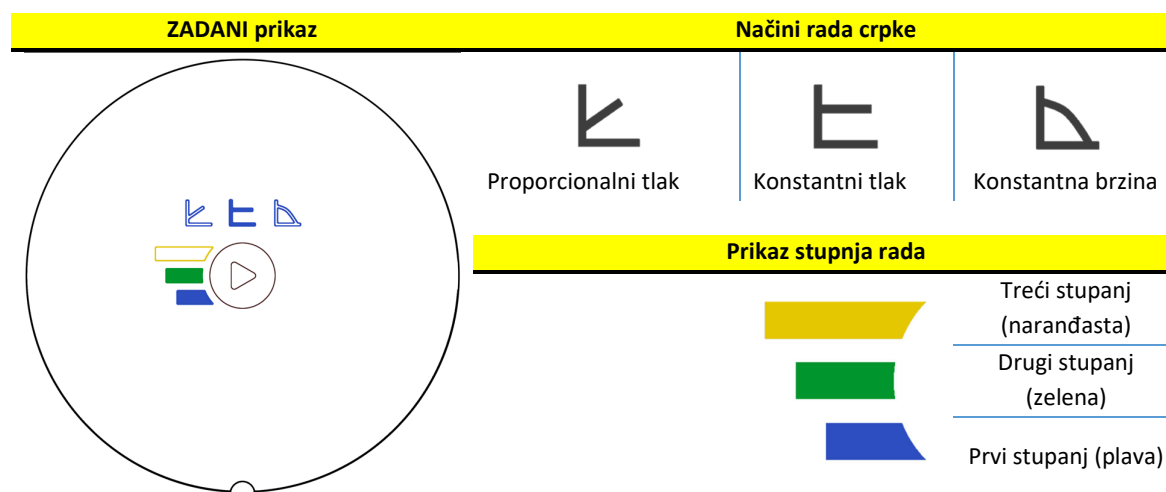 ZADANI prikaz
Načini rada crpke
Proporcionalni tlak
Konstantni tlak
Konstantna brzina
Prikaz stupnja rada
Treći stupanj
(naranđasta)
Drugi stupanj
(zelena)
Prvi stupanj (plava)